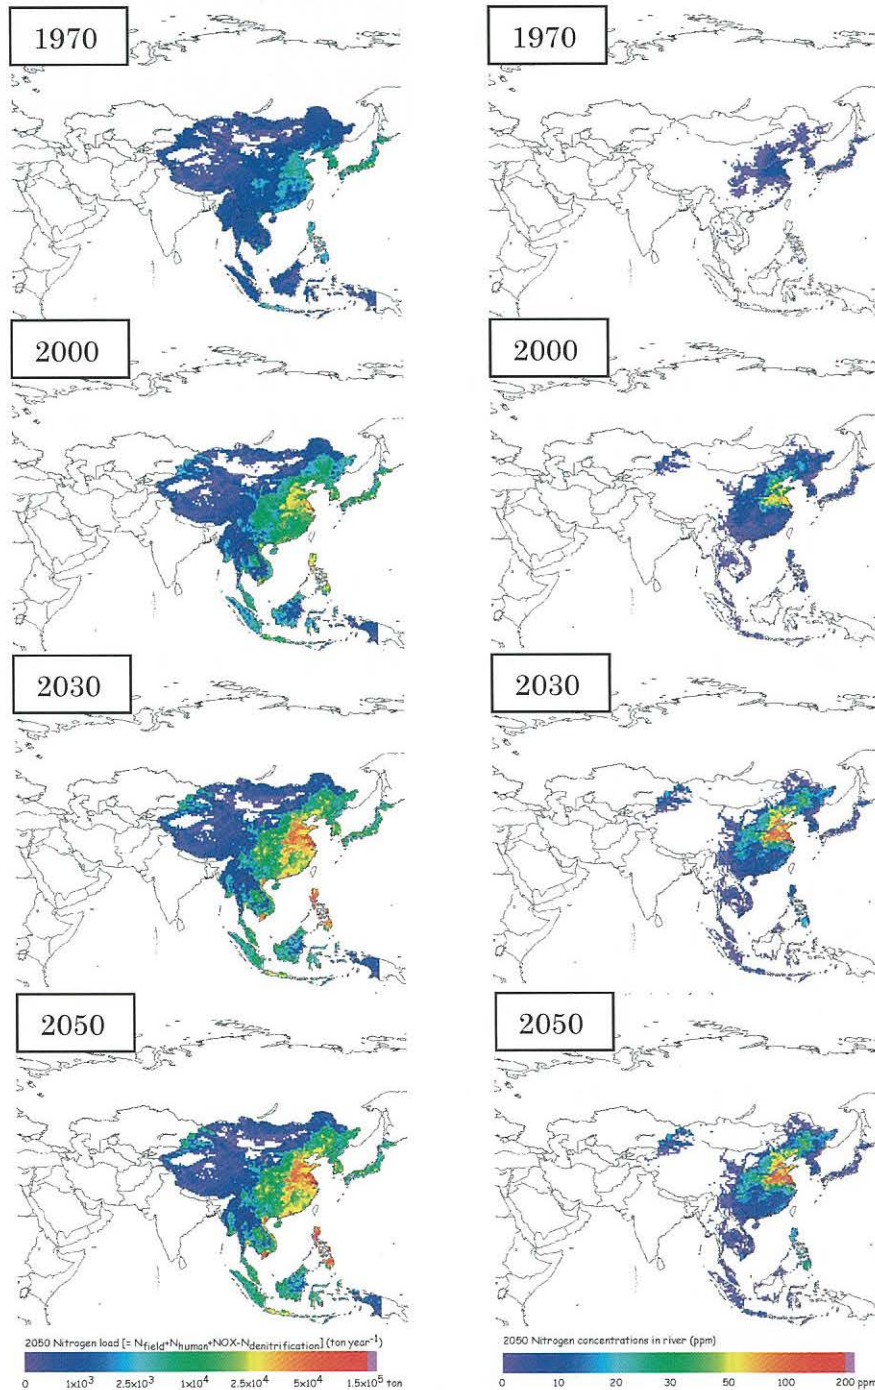 1970
1970
2000
2000
2030
2030
2050
2050
2050 Nitrogen load [= Nfield+Nhuman+NOX-Ndenitrification] (ton year⁻¹)
0 1x10³ 2.5x10³ 1x10⁴ 2.5x10⁴ 5x10⁴ 1.5x10⁵ ton
2050 Nitrogen concentrations in river (ppm)
0 10 20 30 50 100 200 ppm